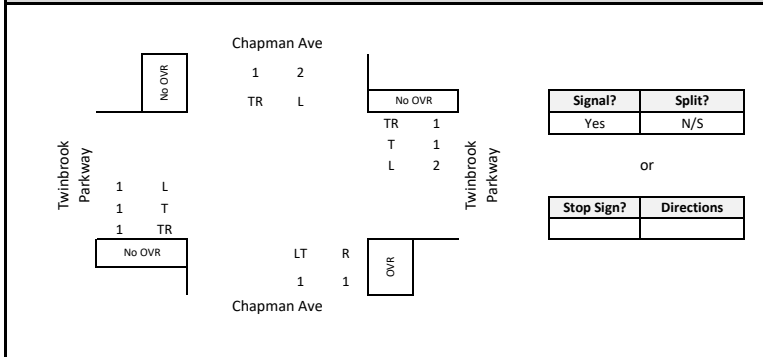 Chapman Ave
No OVR
1 2
TR L
No OVR
TR 1
T 1
L 2
Twinbrook
Parkway
1 L
1 T
1 TR
No OVR
Twinbrook
Parkway
LT R
1 1
OVR
Chapman Ave
Signal? Split?
Yes N/S
or
Stop Sign? Directions